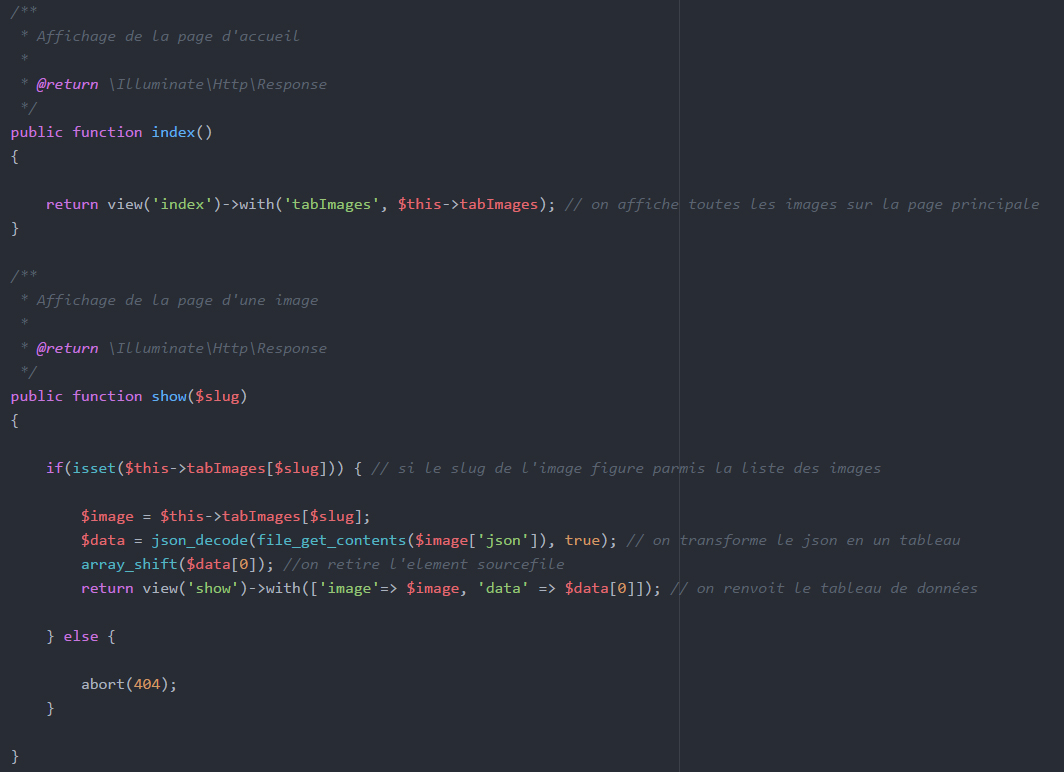 /**
 * Affichage de la page d'accueil
 *
 * @return \Illuminate\Http\Response
 */
public function index()
{
    return view('index')->with('tabImages', $this->tabImages); // on affiche toutes les images sur la page principale
}
/**
 * Affichage de la page d'une image
 *
 * @return \Illuminate\Http\Response
 */
public function show($slug)
{
    if(isset($this->tabImages[$slug])) { // si le slug de l'image figure parmis la liste des images
        $image = $this->tabImages[$slug];
        $data = json_decode(file_get_contents($image['json']), true); // on transforme le json en un tableau
        array_shift($data[0]); //on retire l'element sourcefile
        return view('show')->with(['image'=> $image, 'data' => $data[0]]); // on renvoit le tableau de données
    } else {
        abort(404);
    }
}